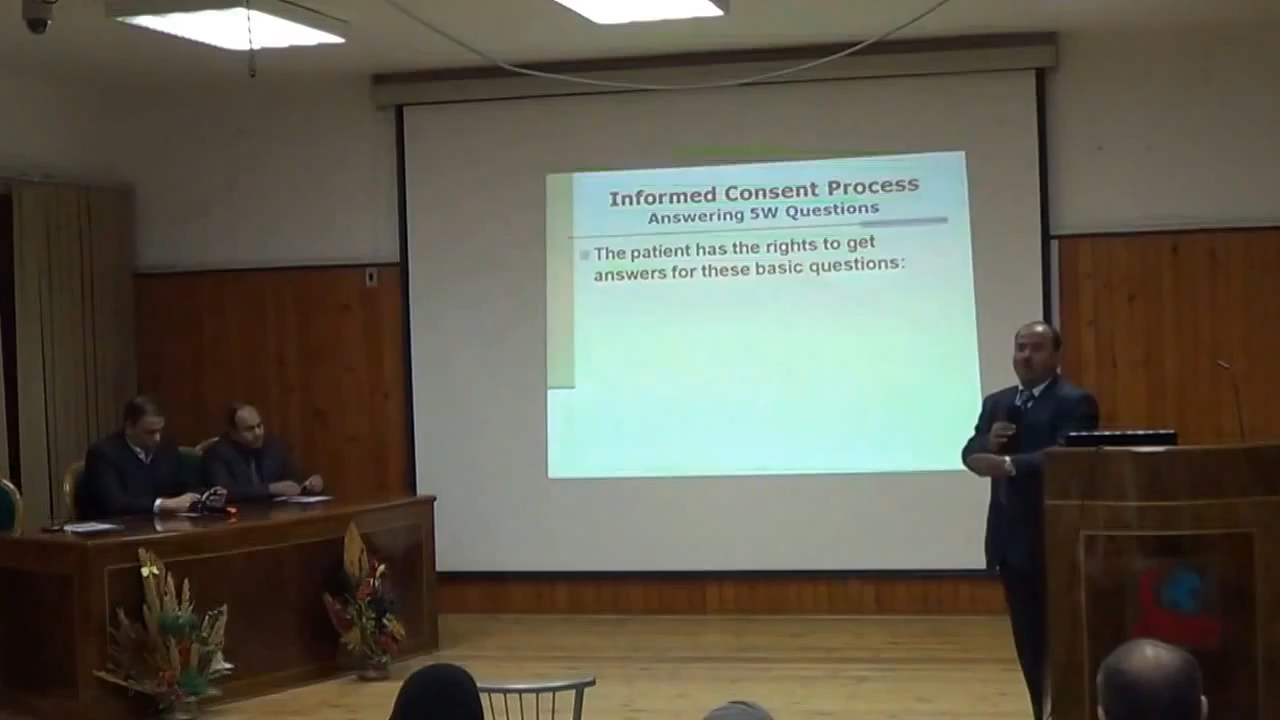 Informed Consent Process
Answering 5W Questions
The patient has the rights to get
answers for these basic questions: